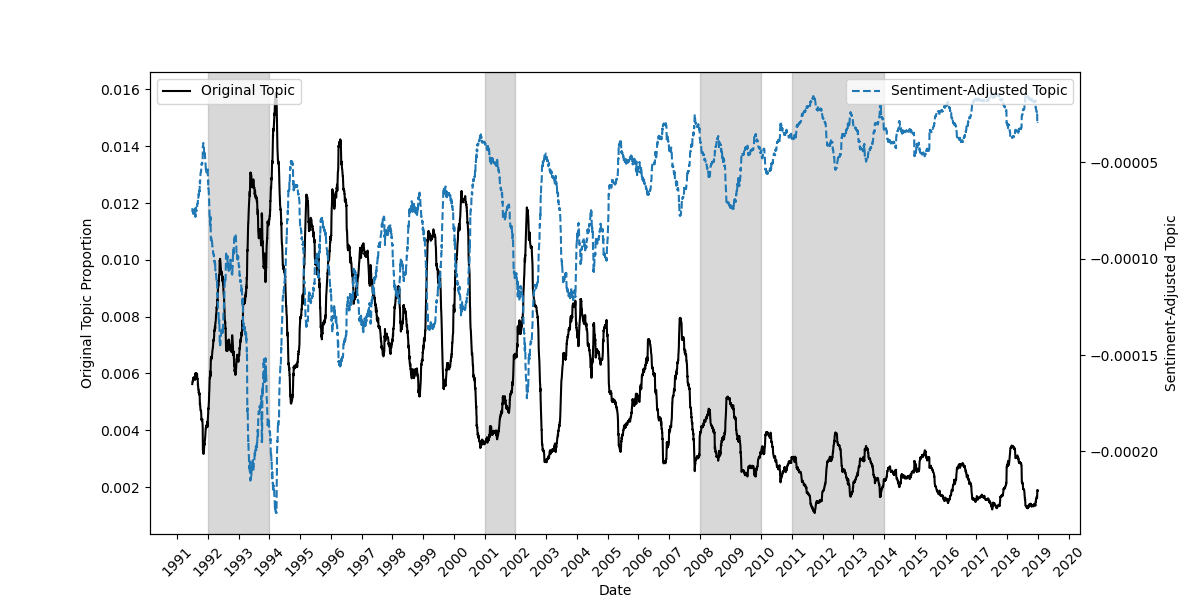 Original Topic
Sentiment-Adjusted Topic
0.016
0.014
0.012
0.010
0.008
0.006
0.004
0.002
Original Topic Proportion
−0.00005
−0.00010
−0.00015
−0.00020
Sentiment-Adjusted Topic
1991 1992 1993 1994 1995 1996 1997 1998 1999 2000 2001 2002 2003 2004 2005 2006 2007 2008 2009 2010 2011 2012 2013 2014 2015 2016 2017 2018 2019 2020
Date